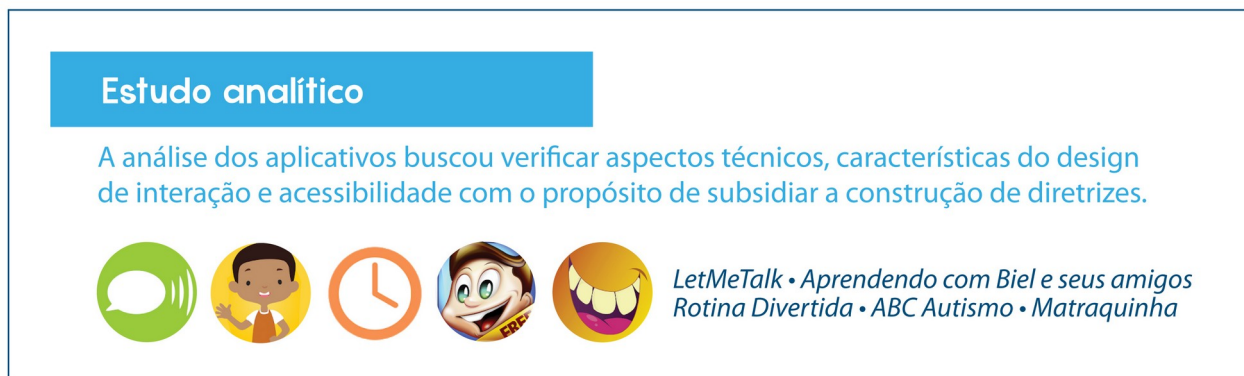 Estudo analítico
A análise dos aplicativos buscou verificar aspectos técnicos, características do design
de interação e acessibilidade com o propósito de subsidiar a construção de diretrizes.
FREE
LetMeTalk • Aprendendo com Biel e seus amigos
Rotina Divertida • ABC Autismo • Matraquinha